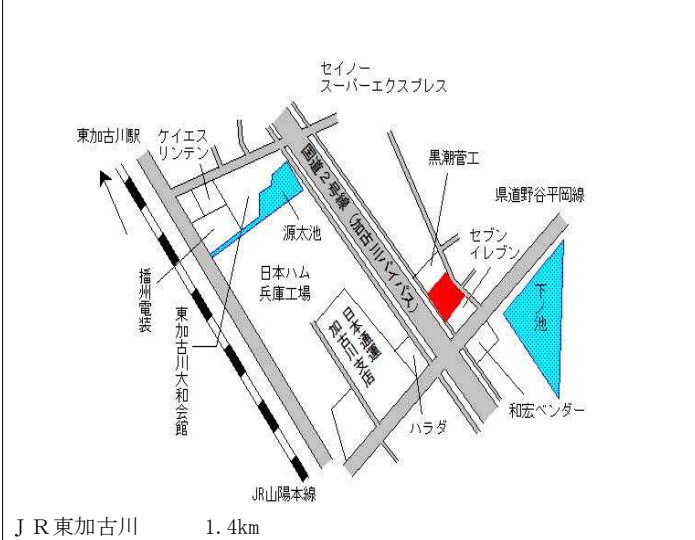 セイノー
スーパーエクスプレス
東加古川駅
ケイエス
リンテン
国道2号線(加古川バイパス)
黒潮菅工
県道野谷平岡線
セブン
イレブン
源太池
日本ハム
兵庫工場
播州電装
東加古川大和会館
日本通運
加古川支店
下ノ池
ハラダ
和宏ベンダー
JR山陽本線
JR東加古川 1.4km